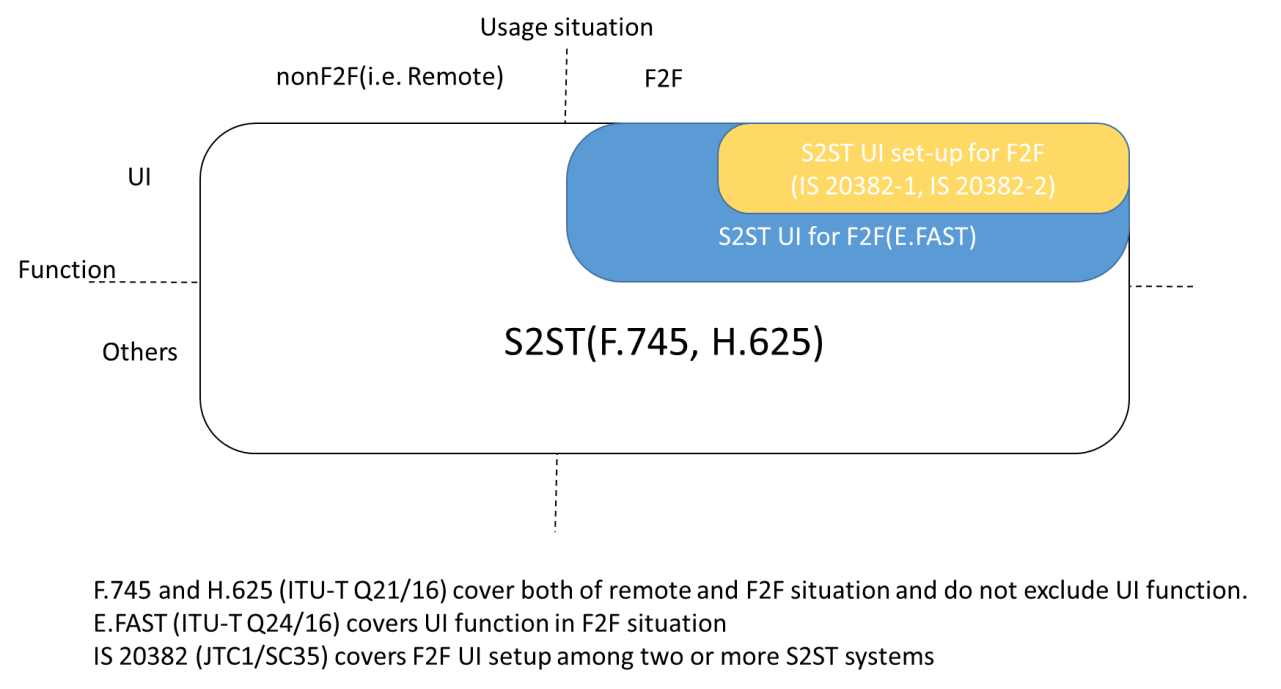 Usage situation
nonF2F(i.e. Remote)
F2F
UI
S2ST UI set-up for F2F
(IS 20382-1, IS 20382-2)
S2ST UI for F2F(E.FAST)
Function
S2ST(F.745, H.625)
Others
F.745 and H.625 (ITU-T Q21/16) cover both of remote and F2F situation and do not exclude UI function.
E.FAST (ITU-T Q24/16) covers UI function in F2F situation
IS 20382 (JTC1/SC35) covers F2F UI setup among two or more S2ST systems